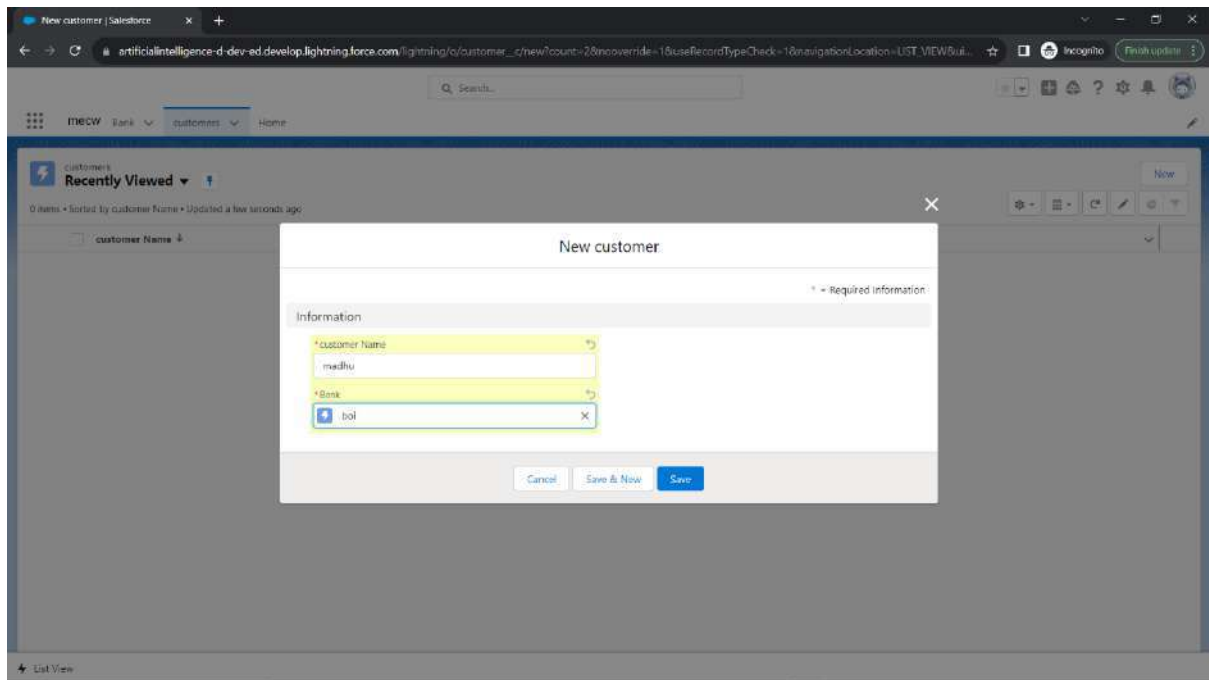 New customer | Salesforce
artificialintelligence-d-dev-ed.develop.lightning.force.com/lightning/o/customer__c/new?count=2&nooverride=1&useRecordTypeCheck=1&navigationLocation=LIST_VIEW&ui... Incognito Finish update
Search...
mecw Bank customers Home
customers
Recently Viewed
New
0 items • Sorted by customer Name • Updated a few seconds ago
customer Name
New customer
* = Required Information
Information
*customer Name
madhu
*Bank
boi
Cancel Save & New Save
List View